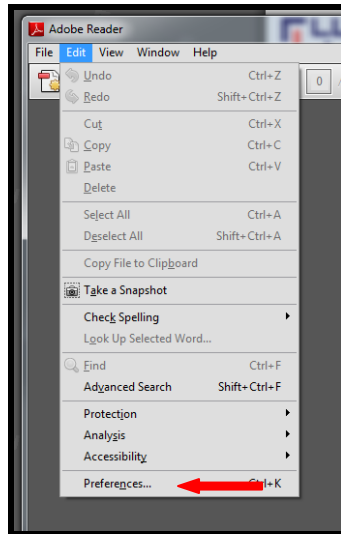 Adobe Reader
File Edit View Window Help
0
Undo Ctrl+Z
Redo Shift+Ctrl+Z
Cut Ctrl+X
Copy Ctrl+C
Paste Ctrl+V
Delete
Select All Ctrl+A
Deselect All Shift+Ctrl+A
Copy File to Clipboard
Take a Snapshot
Check Spelling
Look Up Selected Word...
Find Ctrl+F
Advanced Search Shift+Ctrl+F
Protection
Analysis
Accessibility
Preferences... Ctrl+K